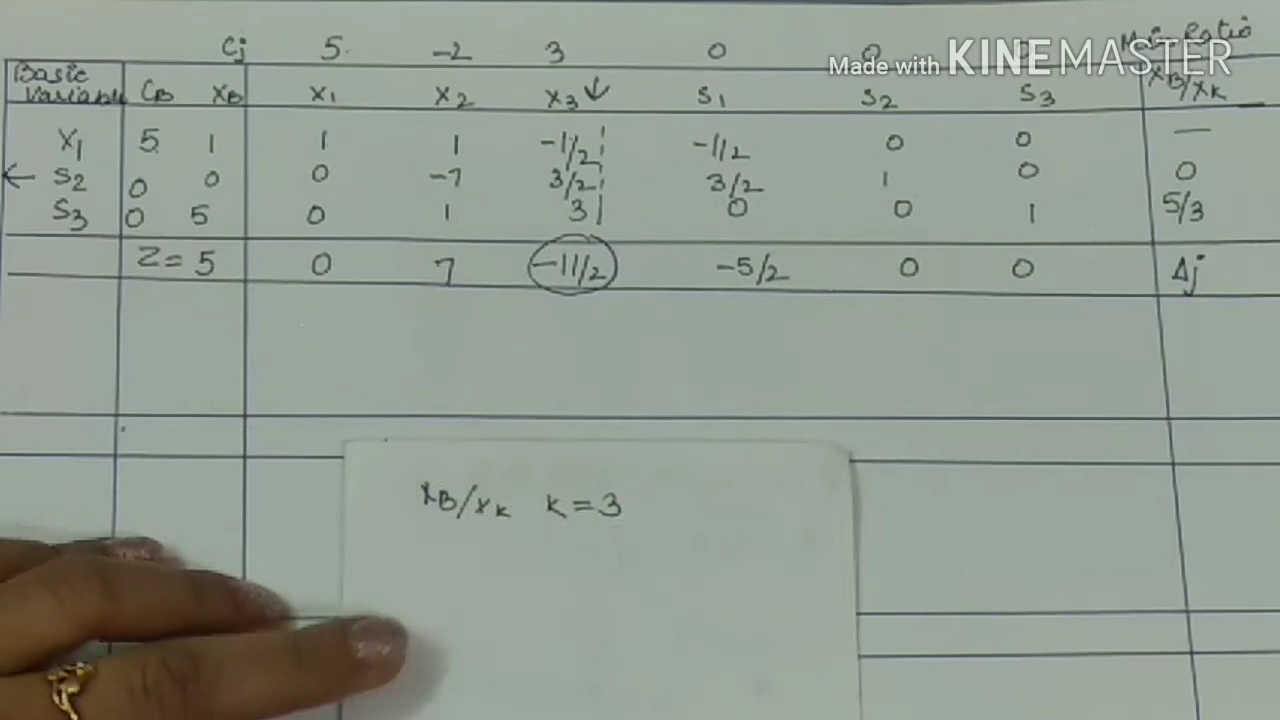 Cj 5 -2 3 0 0 Min Ratio
Made with KINEMASTER
Basic Variable CB XB X1 X2 X3↓ S1 S2 S3 XB/XK
X1 5 1 1 1 -1/2 -1/2 0 0 —
← S2 0 0 0 -7 3/2 3/2 1 0 0
S3 0 5 0 1 3 0 0 1 5/3
Z = 5 0 7 -11/2 -5/2 0 0 Δj
XB/XK K=3